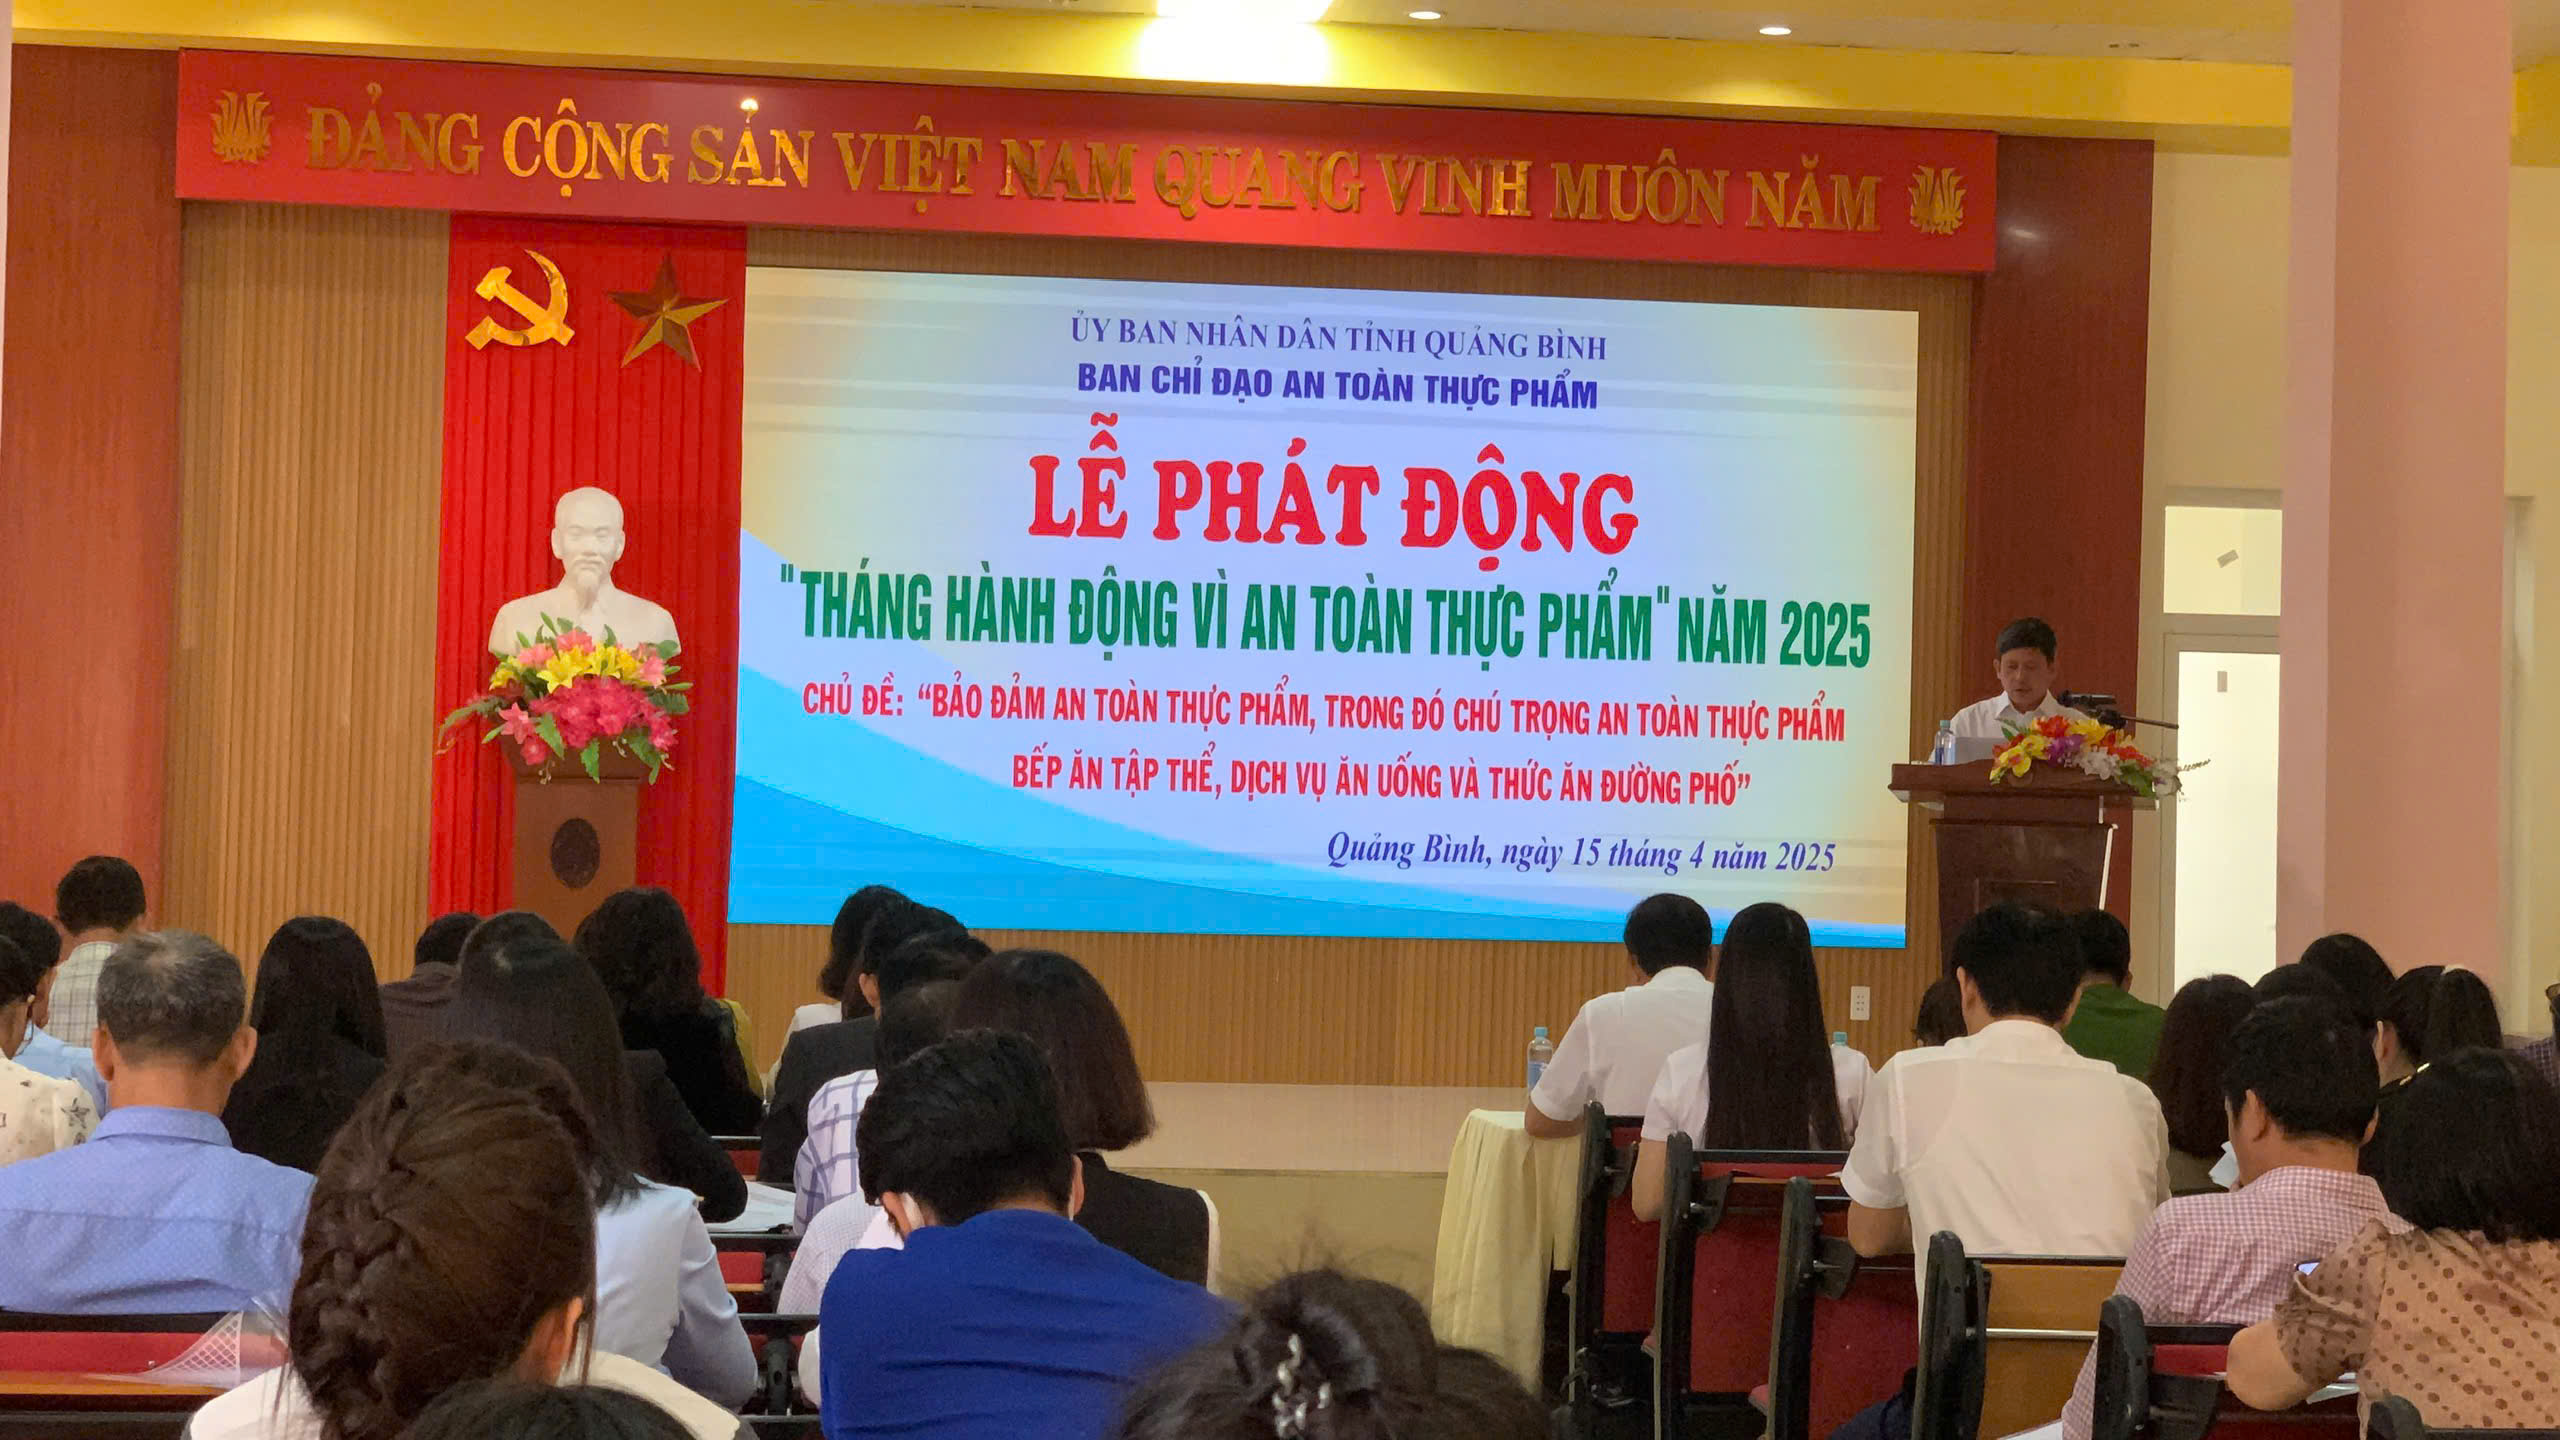 ĐẢNG CỘNG SẢN VIỆT NAM QUANG VINH MUÔN NĂM
ỦY BAN NHÂN DÂN TỈNH QUẢNG BÌNH
BAN CHỈ ĐẠO AN TOÀN THỰC PHẨM
LỄ PHÁT ĐỘNG
"THÁNG HÀNH ĐỘNG VÌ AN TOÀN THỰC PHẨM" NĂM 2025
CHỦ ĐỀ: “BẢO ĐẢM AN TOÀN THỰC PHẨM, TRONG ĐÓ CHÚ TRỌNG AN TOÀN THỰC PHẨM
BẾP ĂN TẬP THỂ, DỊCH VỤ ĂN UỐNG VÀ THỨC ĂN ĐƯỜNG PHỐ”
Quảng Bình, ngày 15 tháng 4 năm 2025